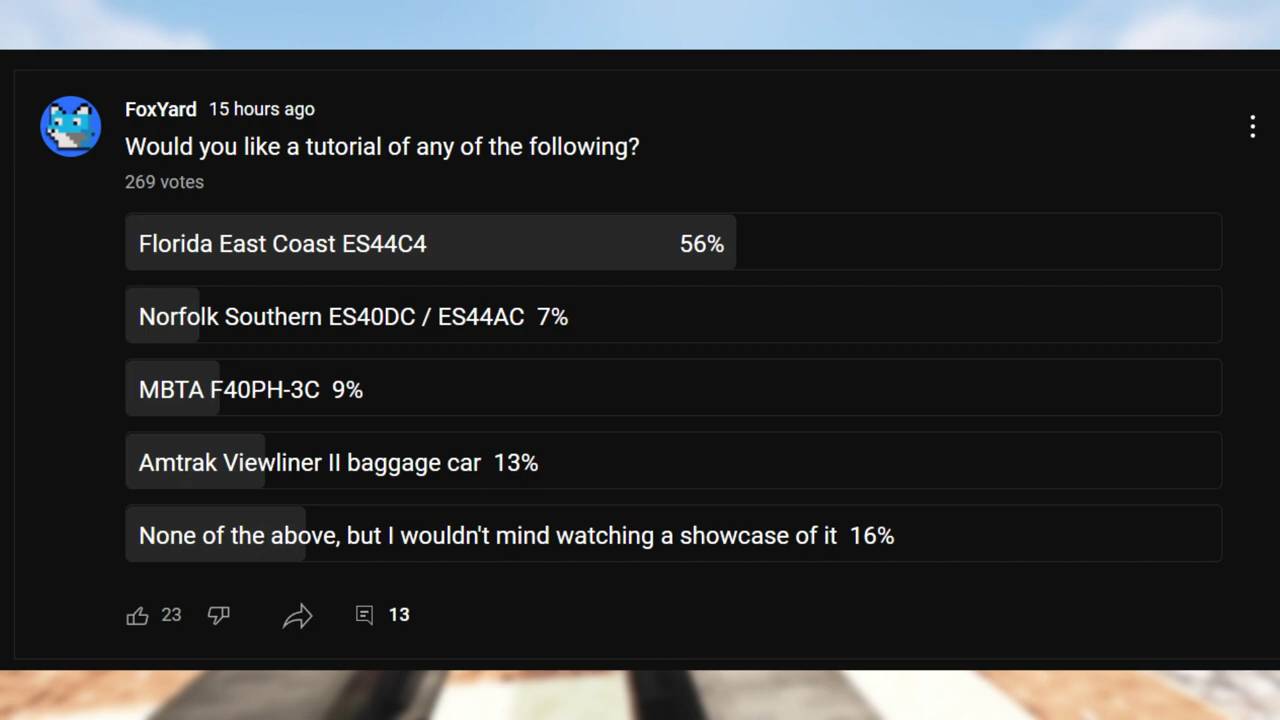 FoxYard 15 hours ago
Would you like a tutorial of any of the following?
269 votes
Florida East Coast ES44C4 56%
Norfolk Southern ES40DC / ES44AC 7%
MBTA F40PH-3C 9%
Amtrak Viewliner II baggage car 13%
None of the above, but I wouldn't mind watching a showcase of it 16%
23 13